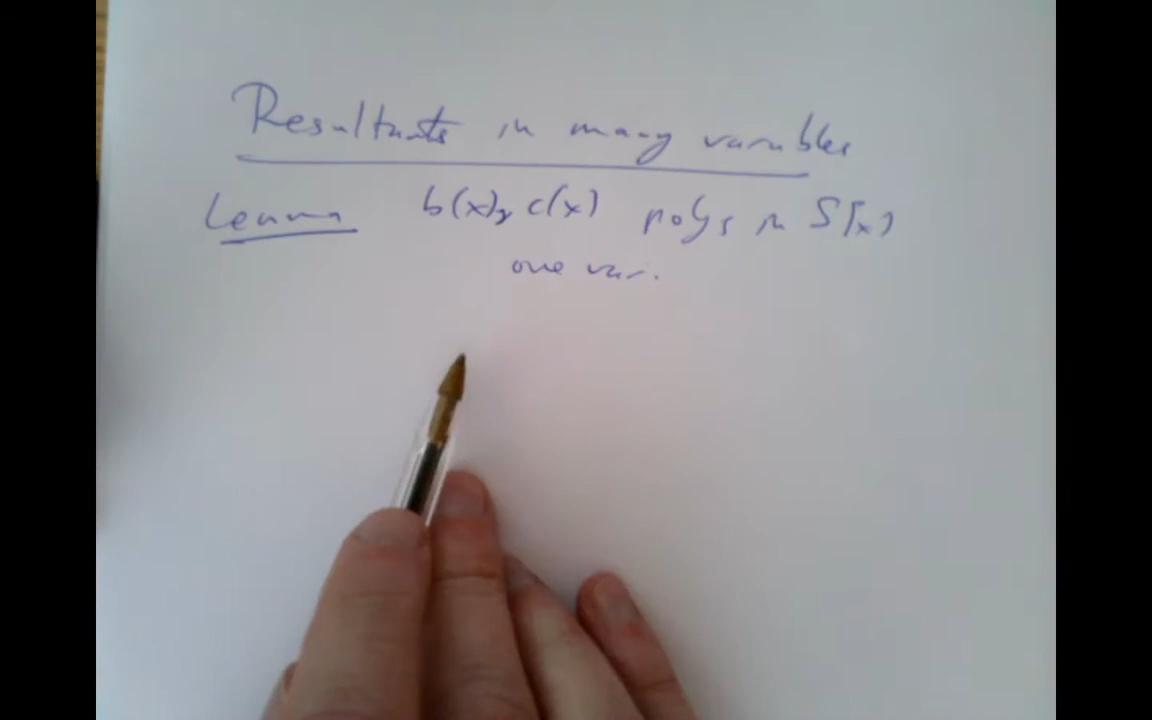 Resultants in many variables
Lemma b(x), c(x) polys in S[x]
one var.